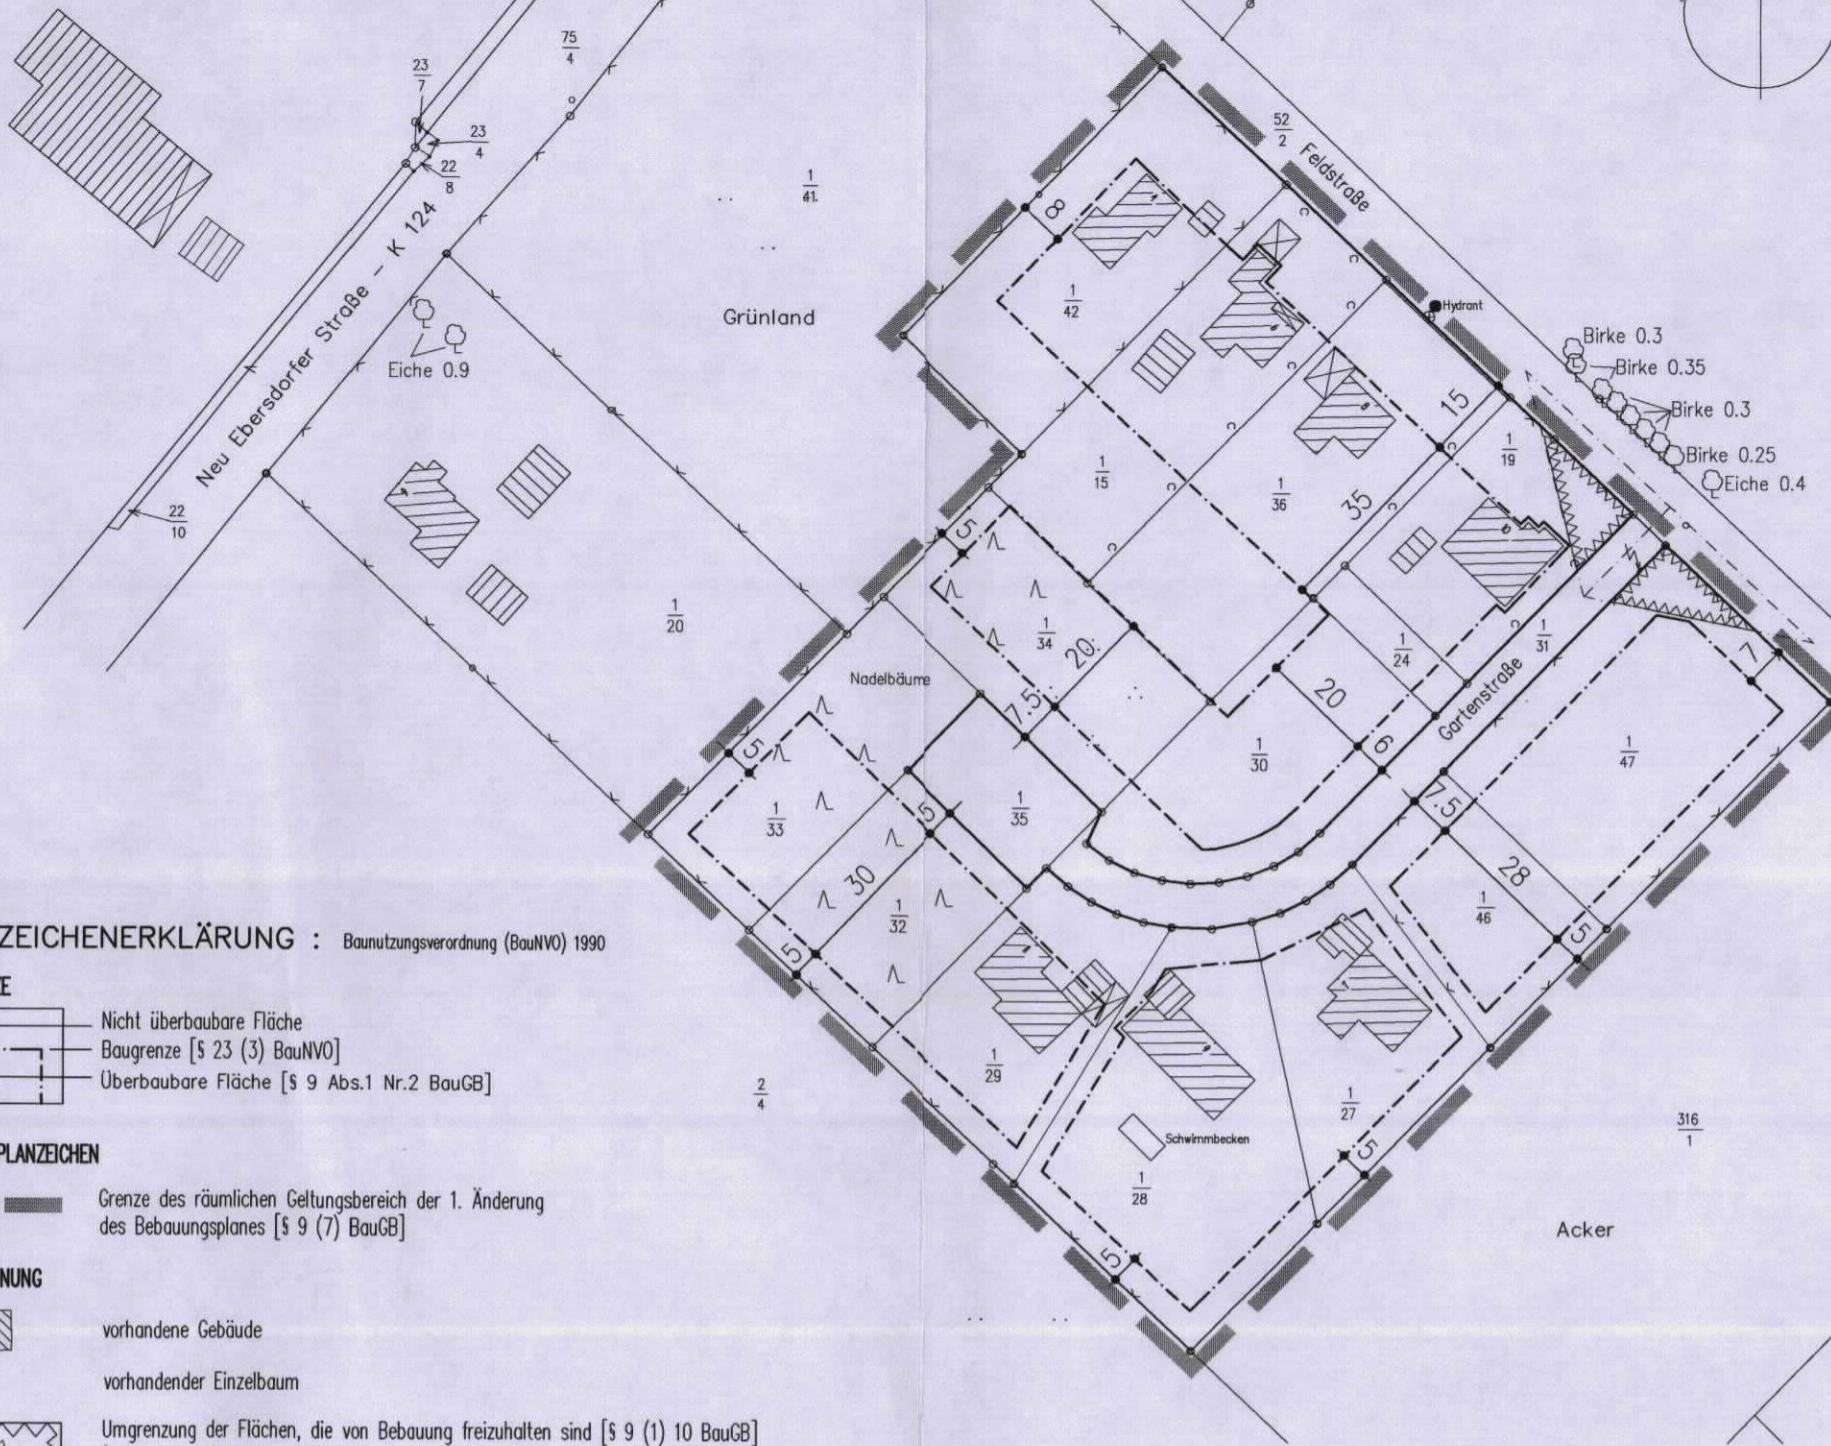 75
4
23
7
23
4
22
8
52
2
Feldstraße
1
41
8
Neu Ebersdorfer Straße - K 124
Grünland
1
42
Hydrant
Birke 0.3
Birke 0.35
Eiche 0.9
Birke 0.3
15
1
19
Birke 0.25
Eiche 0.4
1
15
1
36
35
22
10
5
1
20
1
34
20
1
24
1
31
Nadelbäume
7.5
20
Gartenstraße
7
5
6
1
30
1
47
1
33
5
1
35
7.5
30
28
1
32
1
46
5
5
ZEICHENERKLÄRUNG : Baunutzungsverordnung (BauNVO) 1990
ZE
Nicht überbaubare Fläche
Baugrenze [§ 23 (3) BauNVO]
Überbaubare Fläche [§ 9 Abs.1 Nr.2 BauGB]
1
29
2
4
1
27
316
1
Schwimmbecken
PLANZEICHEN
5
1
28
Grenze des räumlichen Geltungsbereich der 1. Änderung
des Bebauungsplanes [§ 9 (7) BauGB]
Acker
5
NUNG
vorhandene Gebäude
vorhandender Einzelbaum
Umgrenzung der Flächen, die von Bebauung freizuhalten sind [§ 9 (1) 10 BauGB]